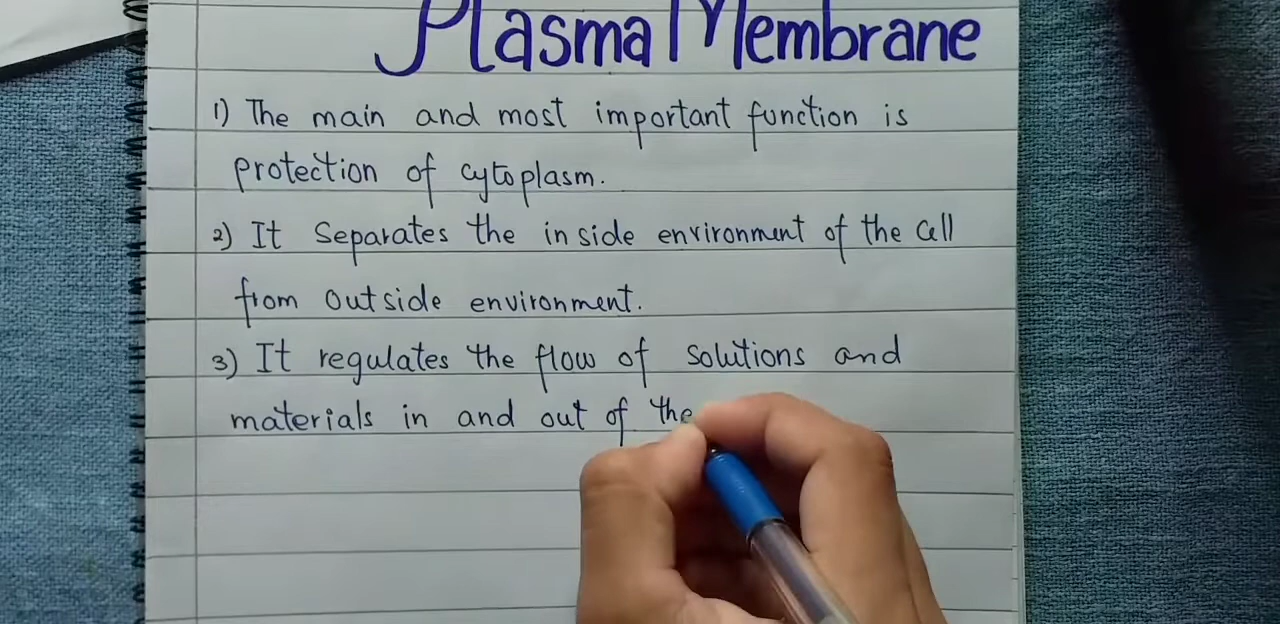 Plasma Membrane
1) The main and most important function is
protection of cytoplasm.
2) It Separates the inside environment of the Cell
from outside environment.
3) It regulates the flow of solutions and
materials in and out of the